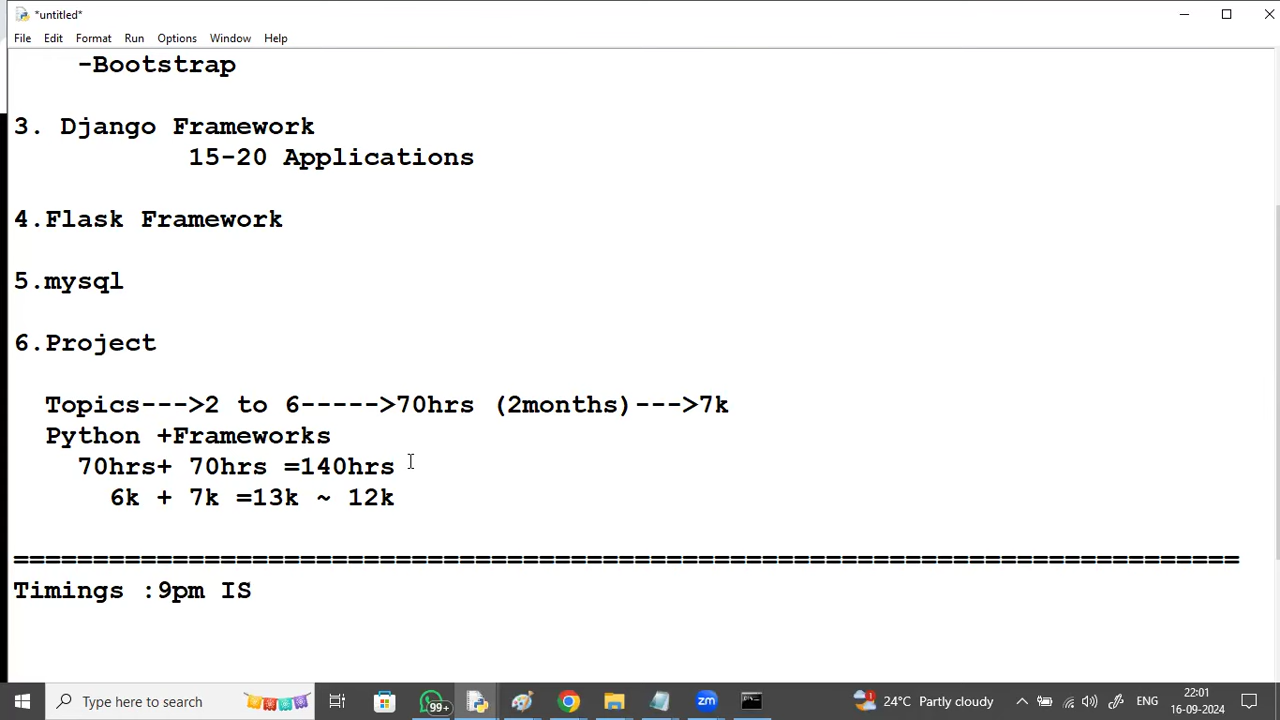 *untitled*
File Edit Format Run Options Window Help
-Bootstrap
3. Django Framework
15-20 Applications
4.Flask Framework
5.mysql
6.Project
Topics--->2 to 6----->70hrs (2months)--->7k
Python +Frameworks
70hrs+ 70hrs =140hrs
6k + 7k =13k ~ 12k
==============================================================================
Timings :9pm IS
Type here to search
99+
1
24°C Partly cloudy
ENG
22:01
16-09-2024